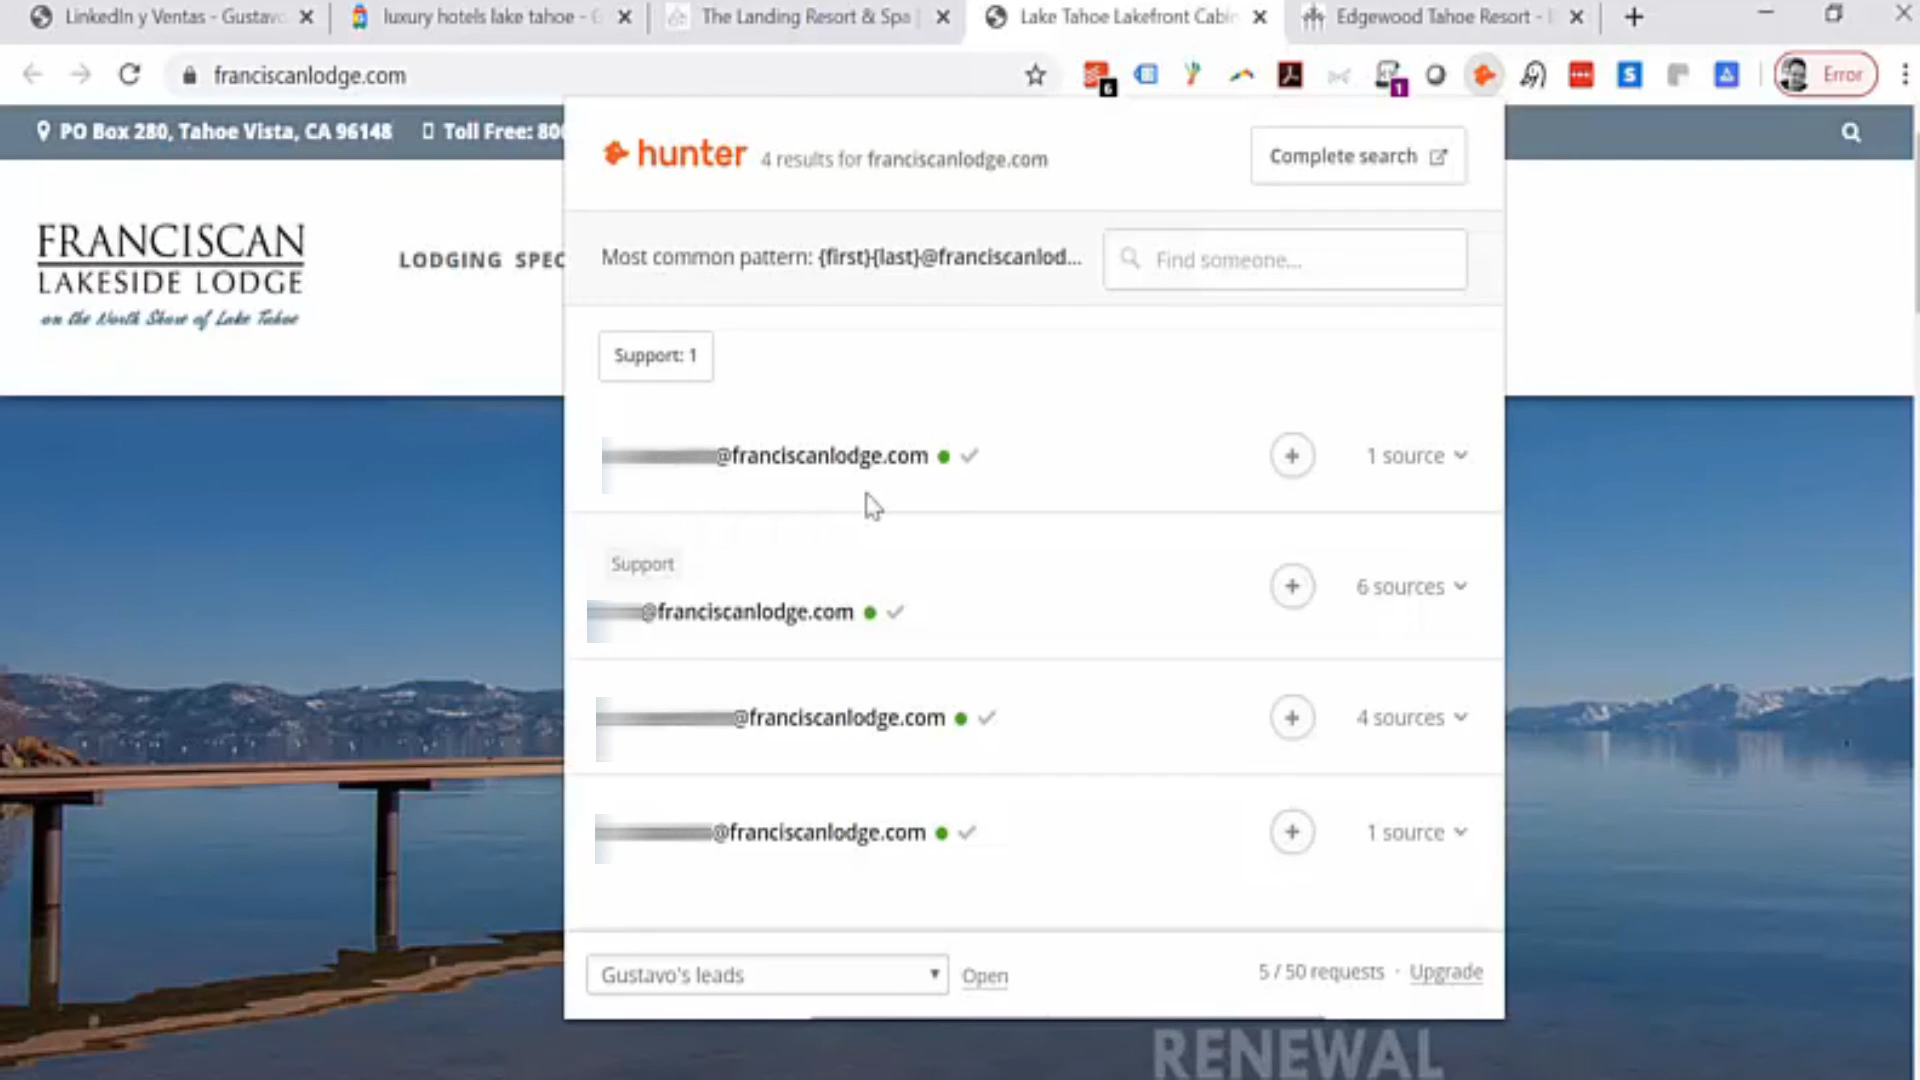 LinkedIn y Ventas - Gustavo
luxury hotels lake tahoe - G
The Landing Resort & Spa |
Lake Tahoe Lakefront Cabin
Edgewood Tahoe Resort -
franciscanlodge.com
6
1
S
Error
PO Box 280, Tahoe Vista, CA 96148
Toll Free: 80
FRANCISCAN
LAKESIDE LODGE
on the North Shore of Lake Tahoe
LODGING SPEC
hunter
4 results for franciscanlodge.com
Complete search
Most common pattern: {first}{last}@franciscanlod...
Find someone...
Support: 1
@franciscanlodge.com
1 source
Support
@franciscanlodge.com
6 sources
@franciscanlodge.com
4 sources
@franciscanlodge.com
1 source
Gustavo's leads
Open
5 / 50 requests · Upgrade
RENEWAL